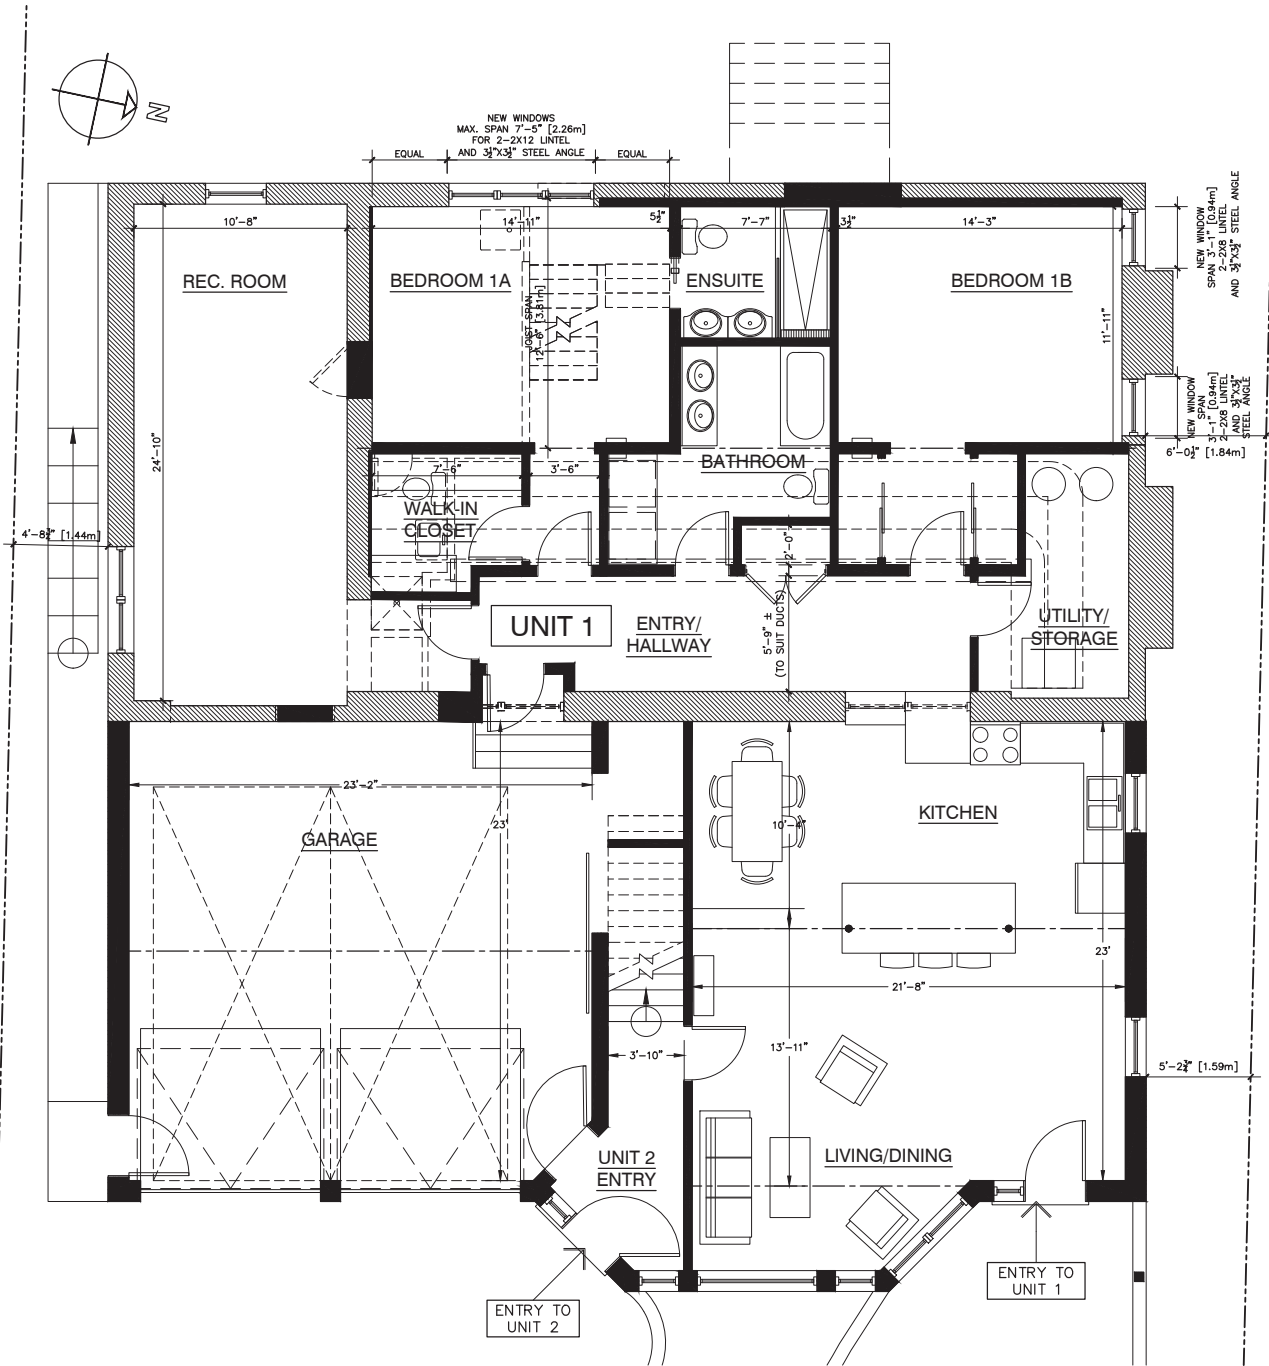 N
NEW WINDOWS
MAX. SPAN 7'-5" [2.26m]
FOR 2-2X12 LINTEL
AND 3½"X3½" STEEL ANGLE
EQUAL
EQUAL
10'-8"
14'-11"
5½"
7'-7"
3½"
14'-3"
NEW WINDOW
SPAN 3'-1" [0.94m]
2-2X8 LINTEL
AND 3½"X3½" STEEL ANGLE
REC. ROOM
BEDROOM 1A
ENSUITE
BEDROOM 1B
JOIST SPAN
12'-6" [3.81m]
11'-11"
NEW WINDOW
SPAN
3'-1" [0.94m]
2-2X8 LINTEL
AND 3½"X3½"
STEEL ANGLE
6'-0½" [1.84m]
24'-10"
7'-6"
3'-6"
BATHROOM
WALK-IN
CLOSET
4'-8¾" [1.44m]
2'-0"
UNIT 1
ENTRY/
HALLWAY
5'-9" ±
(TO SUIT DUCTS)
UTILITY/
STORAGE
23'-2"
23'
GARAGE
KITCHEN
10'-4"
23'
21'-8"
13'-11"
3'-10"
5'-2¾" [1.59m]
UNIT 2
ENTRY
LIVING/DINING
ENTRY TO
UNIT 1
ENTRY TO
UNIT 2